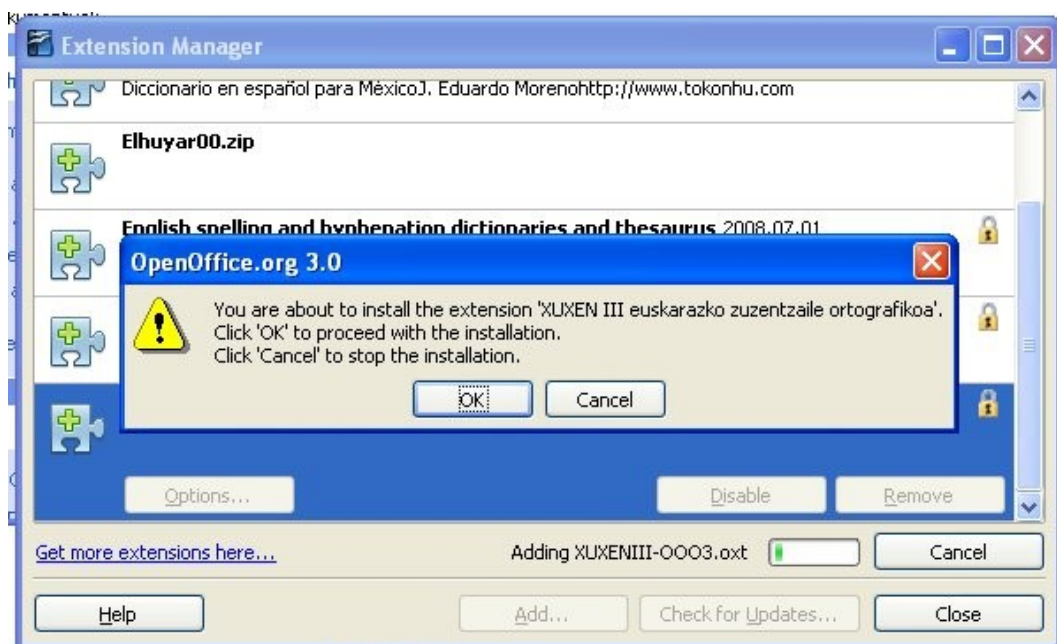 Extension Manager
Diccionario en español para MéxicoJ. Eduardo Morenohttp://www.tokonhu.com
Elhuyar00.zip
English spelling and hyphenation dictionaries and thesaurus 2008.07.01
OpenOffice.org 3.0
You are about to install the extension 'XUXEN III euskarazko zuzentzaile ortografikoa'.
Click 'OK' to proceed with the installation.
Click 'Cancel' to stop the installation.
OK Cancel
Options... Disable Remove
Get more extensions here... Adding XUXENIII-OOO3.oxt Cancel
Help Add... Check for Updates... Close